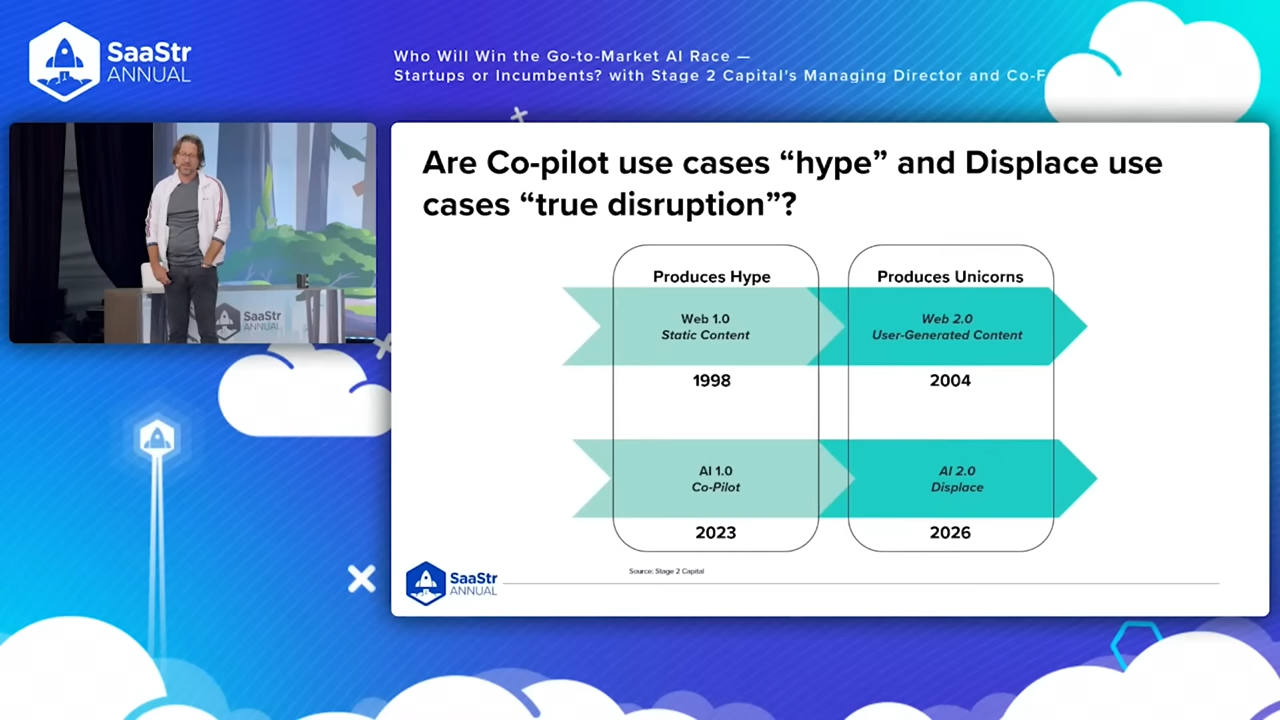 SaaStr
ANNUAL
Who Will Win the Go-to-Market AI Race —
Startups or Incumbents? with Stage 2 Capital's Managing Director and Co-F
Are Co-pilot use cases “hype” and Displace use
cases “true disruption”?
Produces Hype
Produces Unicorns
Web 1.0
Static Content
Web 2.0
User-Generated Content
1998
2004
AI 1.0
Co-Pilot
AI 2.0
Displace
2023
2026
Source: Stage 2 Capital
SaaStr
ANNUAL
SaaStr
ANNUAL